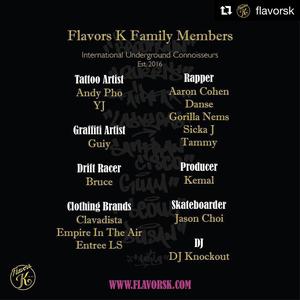 flavorsk
Flavors K Family Members
International Underground Connoisseurs
Est. 2016
Tattoo Artist
Andy Pho
YJ
Graffiti Artist
Guiy
Drift Racer
Bruce
Clothing Brands
Clavadista
Empire In The Air
Entree LS
Rapper
Aaron Cohen
Danse
Gorilla Nems
Sicka J
Tammy
Producer
Kemal
Skateboarder
Jason Choi
DJ
DJ Knockout
Flavors
K
WWW.FLAVORSK.COM